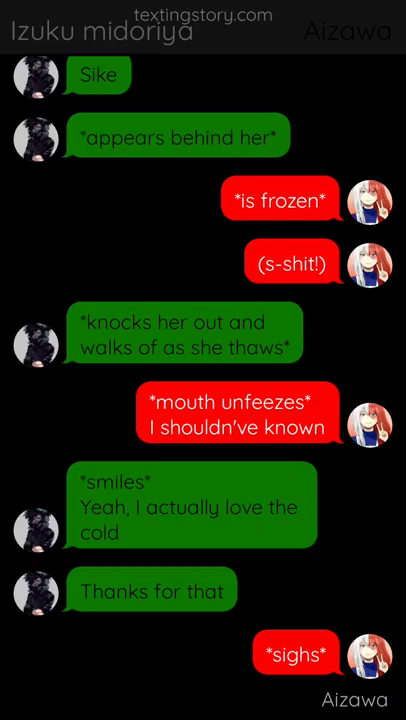 textingstory.com
Izuku midoriya
Aizawa
Sike
*appears behind her*
*is frozen*
(s-shit!)
*knocks her out and
walks of as she thaws*
*mouth unfeezes*
I shouldn've known
*smiles*
Yeah, I actually love the
cold
Thanks for that
*sighs*
Aizawa